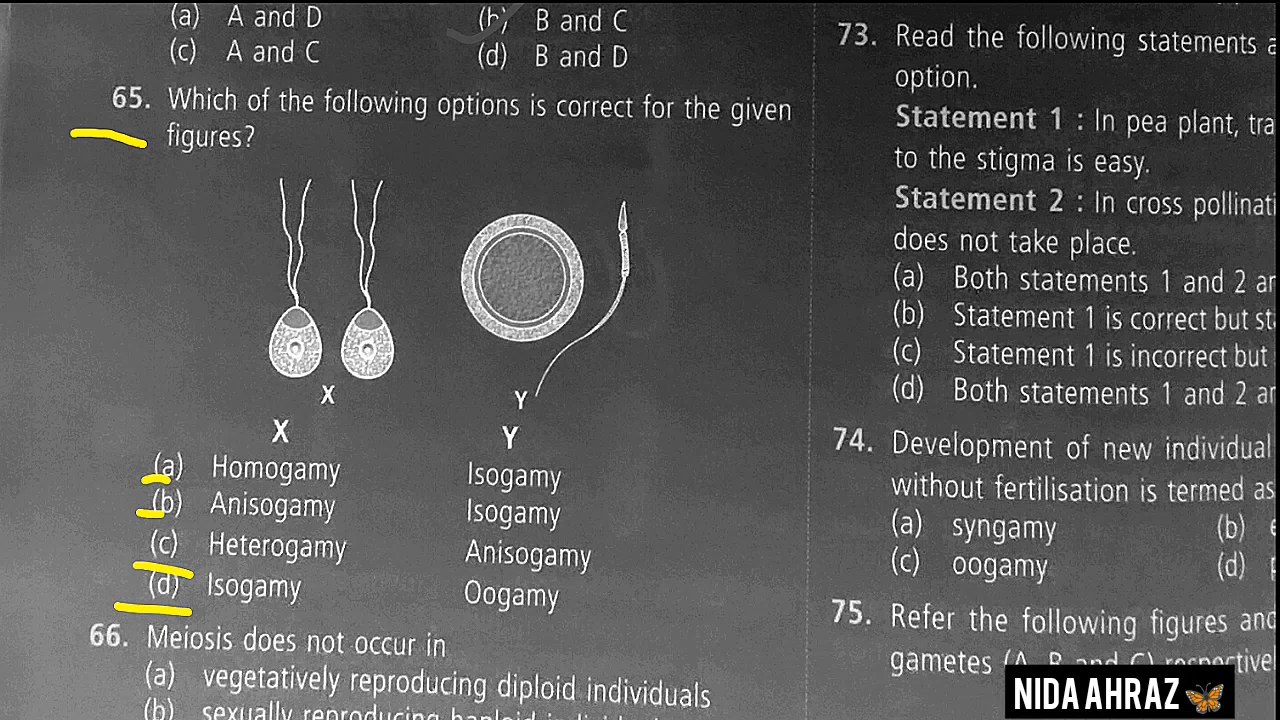 (a) A and D (b) B and C
(c) A and C (d) B and D
65. Which of the following options is correct for the given
figures?
X Y
X Y
(a) Homogamy Isogamy
(b) Anisogamy Isogamy
(c) Heterogamy Anisogamy
(d) Isogamy Oogamy
66. Meiosis does not occur in
(a) vegetatively reproducing diploid individuals
(b) sexually reproducing haploid
73. Read the following statements
option.
Statement 1 : In pea plant,
to the stigma is easy.
Statement 2 : In cross
does not take place.
(a) Both statements 1 and 2
(b) Statement 1 is correct but
(c) Statement 1 is incorrect but
(d) Both statements 1 and 2
74. Development of new individual
without fertilisation is termed as
(a) syngamy (b)
(c) oogamy (d)
75. Refer the following figures and
gametes (A, B and C)
NIDA AHRAZ